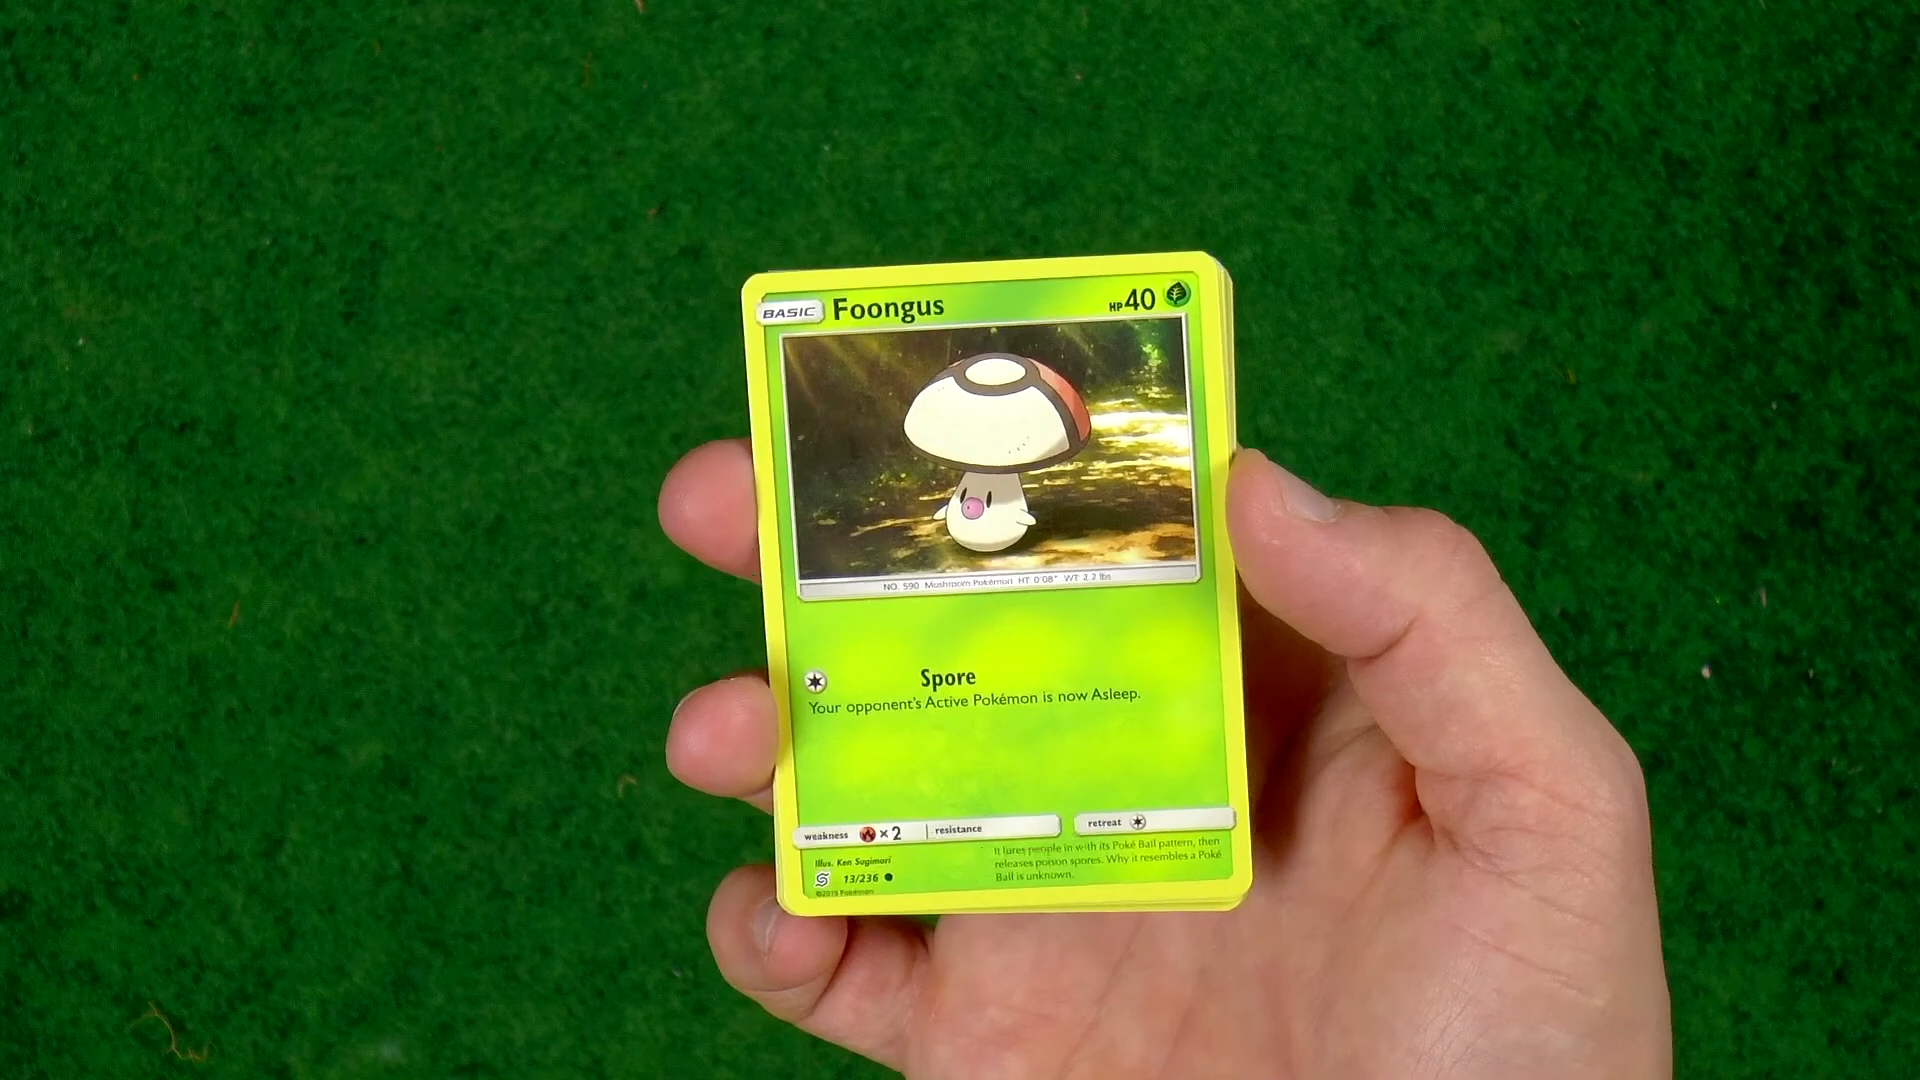 BASIC Foongus HP 40
NO. 590 Mushroom Pokémon HT 0'08" WT 2.2 lbs
Spore
Your opponent's Active Pokémon is now Asleep.
weakness ×2 resistance retreat
Illus. Ken Sugimori
13/236
©2019 Pokémon
It lures people in with its Poké Ball pattern, then
releases poison spores. Why it resembles a Poké
Ball is unknown.